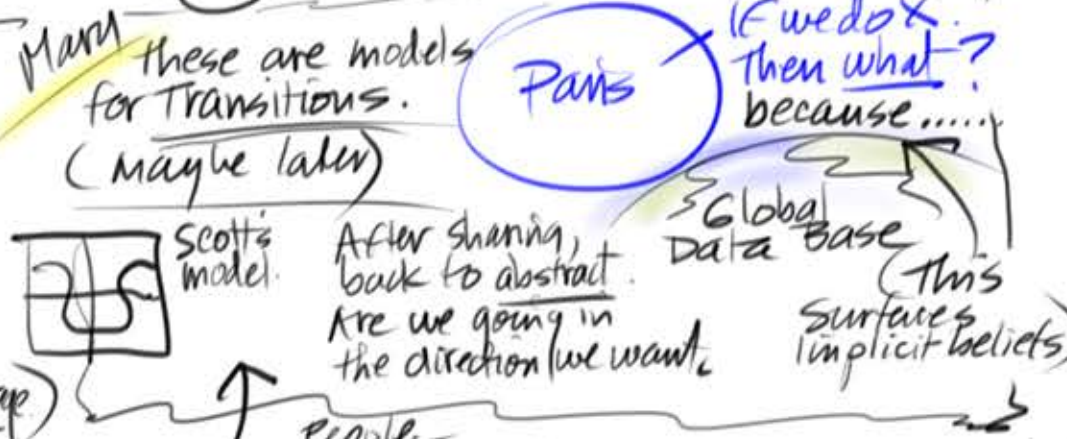 Mary
these are models
for Transitions.
(maybe later)
Paris
IF we do X.
Then what?
because......
Global
Data Base
(This
Surfaces
implicit beliefs)
Scott's
model.
After sharing,
back to abstract.
Are we going in
the direction we want.
people